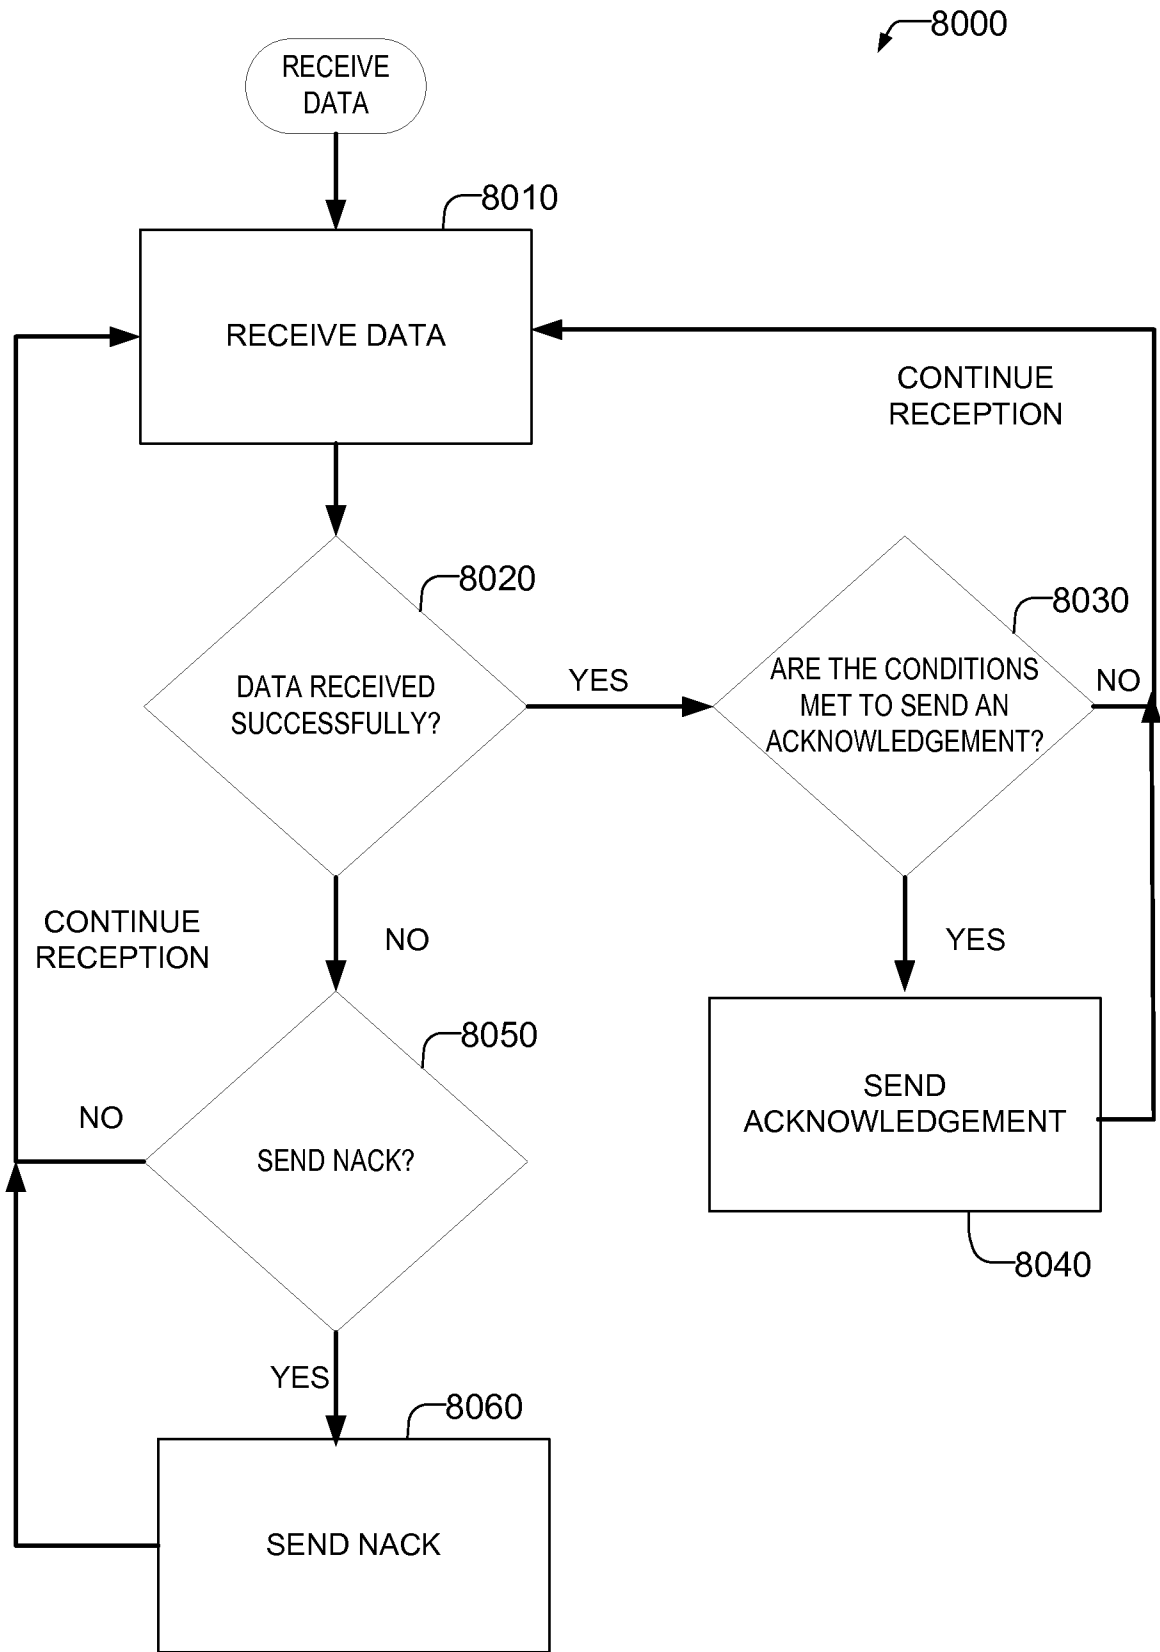 8000
RECEIVE
DATA
8010
RECEIVE DATA
CONTINUE
RECEPTION
8020
8030
DATA RECEIVED
SUCCESSFULLY?
YES
ARE THE CONDITIONS
MET TO SEND AN
ACKNOWLEDGEMENT?
NO
CONTINUE
RECEPTION
NO
YES
8050
SEND
ACKNOWLEDGEMENT
NO
SEND NACK?
8040
YES
8060
SEND NACK